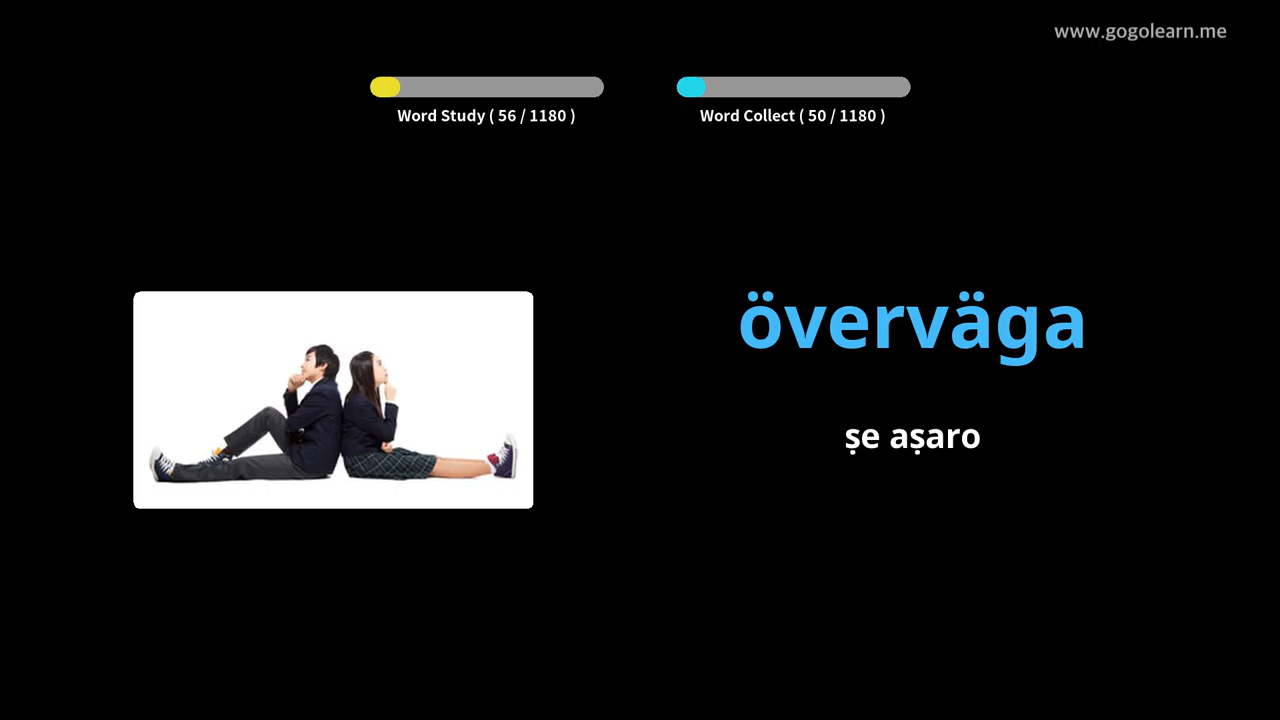 www.gogolearn.me
Word Study ( 56 / 1180 )
Word Collect ( 50 / 1180 )
överväga
ṣe aṣaro